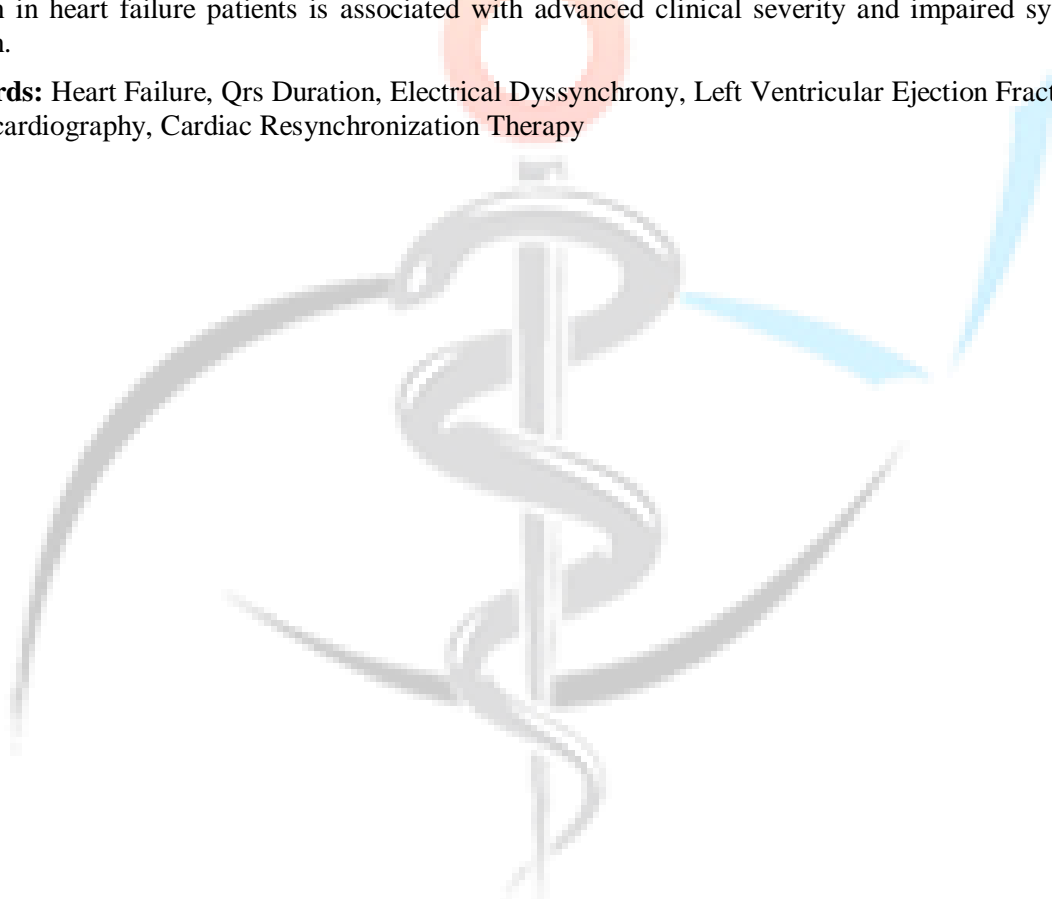 in heart failure patients is associated with advanced clinical severity and impaired sy
rds: Heart Failure, Qrs Duration, Electrical Dyssynchrony, Left Ventricular Ejection Fract
cardiography, Cardiac Resynchronization Therapy